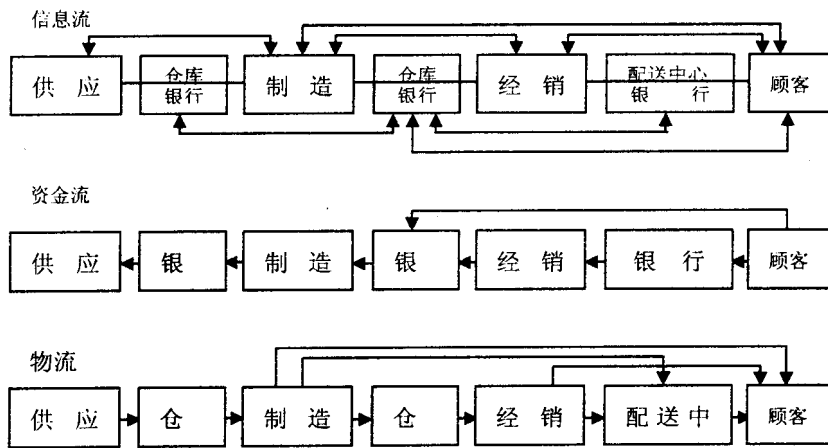 信息流
供 应
仓库
银行
制 造
仓库
银行
经 销
配送中心
银 行
顾客
资金流
供 应
银
制 造
银
经 销
银 行
顾客
物流
供 应
仓
制 造
仓
经 销
配送中
顾客